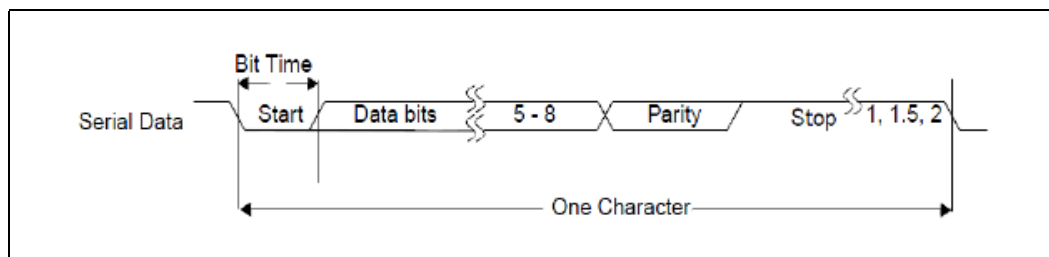 Bit Time
Serial Data Start Data bits 5 - 8 Parity Stop 1, 1.5, 2
One Character